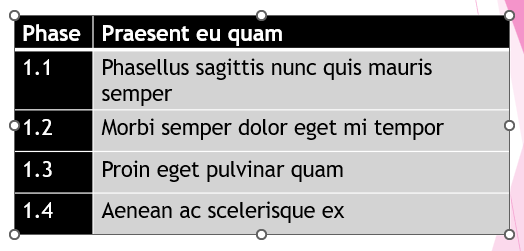 Phase Praesent eu quam
1.1 Phasellus sagittis nunc quis mauris
semper
1.2 Morbi semper dolor eget mi tempor
1.3 Proin eget pulvinar quam
1.4 Aenean ac scelerisque ex